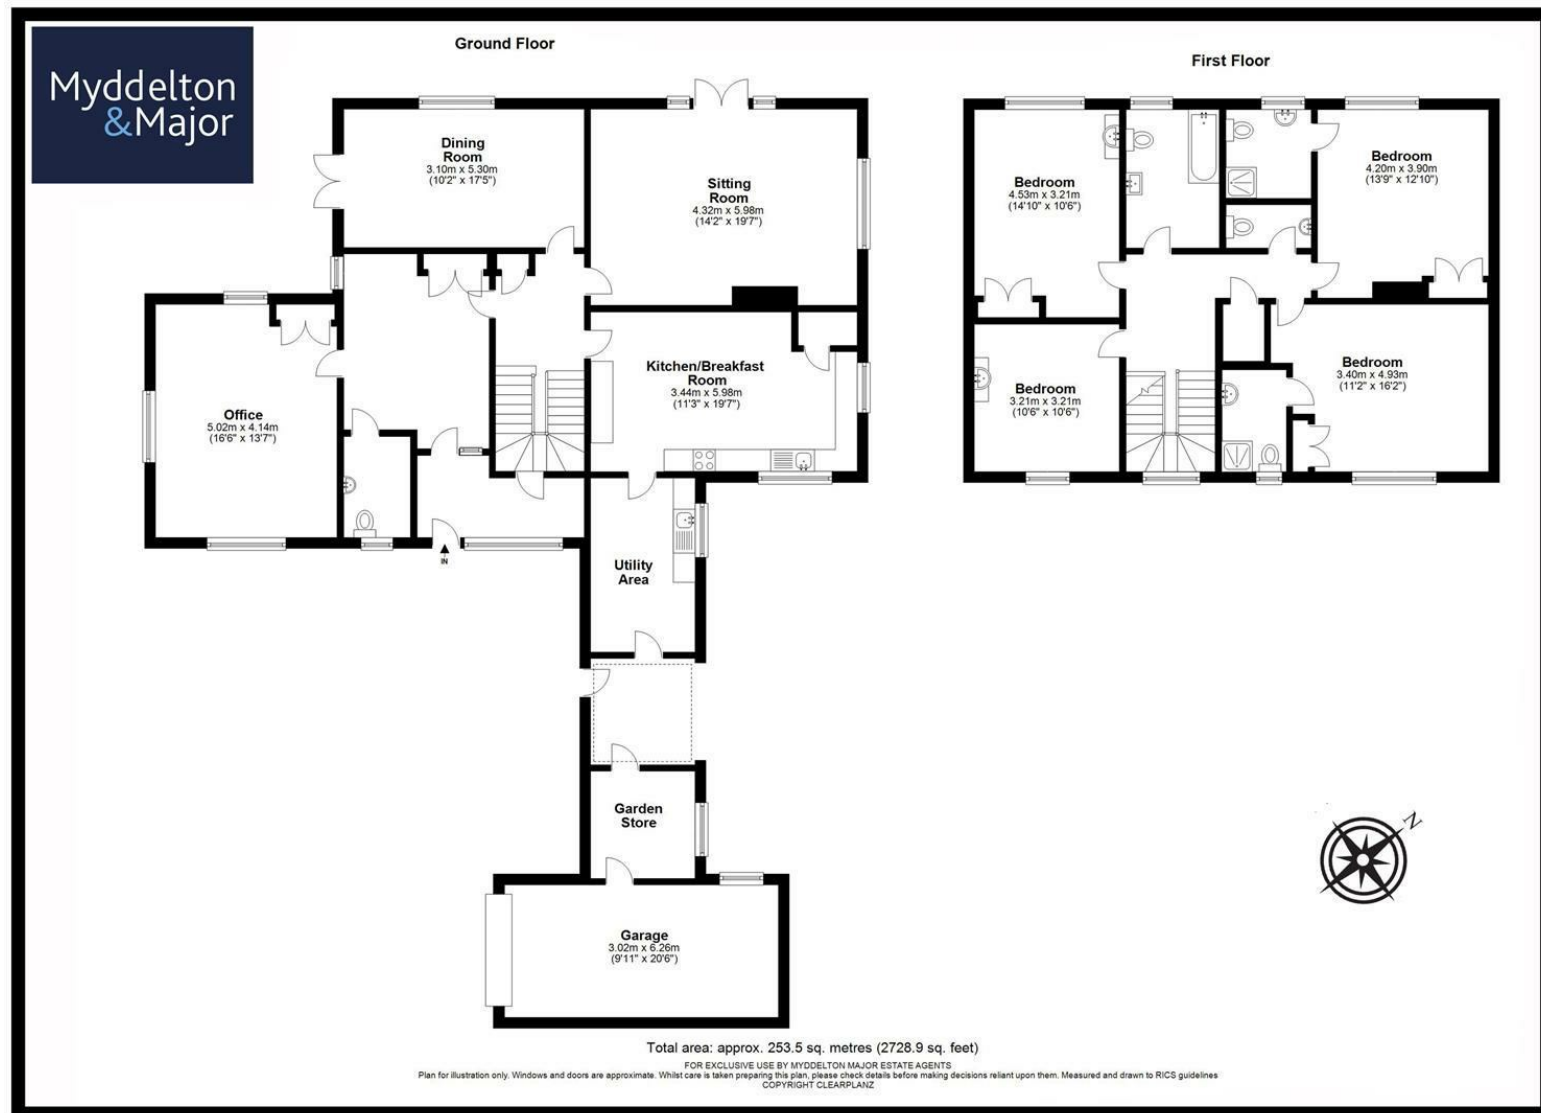 Myddelton
&Major
Ground Floor
First Floor
Dining
Room
3.10m x 5.30m
(10'2" x 17'5")
Sitting
Room
4.32m x 5.98m
(14'2" x 19'7")
Bedroom
4.53m x 3.21m
(14'10" x 10'6")
Bedroom
4.20m x 3.90m
(13'9" x 12'10")
Kitchen/Breakfast
Room
3.44m x 5.98m
(11'3" x 19'7")
Office
5.02m x 4.14m
(16'6" x 13'7")
Bedroom
3.21m x 3.21m
(10'6" x 10'6")
Bedroom
3.40m x 4.93m
(11'2" x 16'2")
IN
Utility
Area
Garden
Store
N
Garage
3.02m x 6.26m
(9'11" x 20'6")
Total area: approx. 253.5 sq. metres (2728.9 sq. feet)
FOR EXCLUSIVE USE BY MYDDELTON MAJOR ESTATE AGENTS
Plan for illustration only. Windows and doors are approximate. Whilst care is taken preparing this plan, please check details before making decisions reliant upon them. Measured and drawn to RICS guidelines
COPYRIGHT CLEARPLANZ